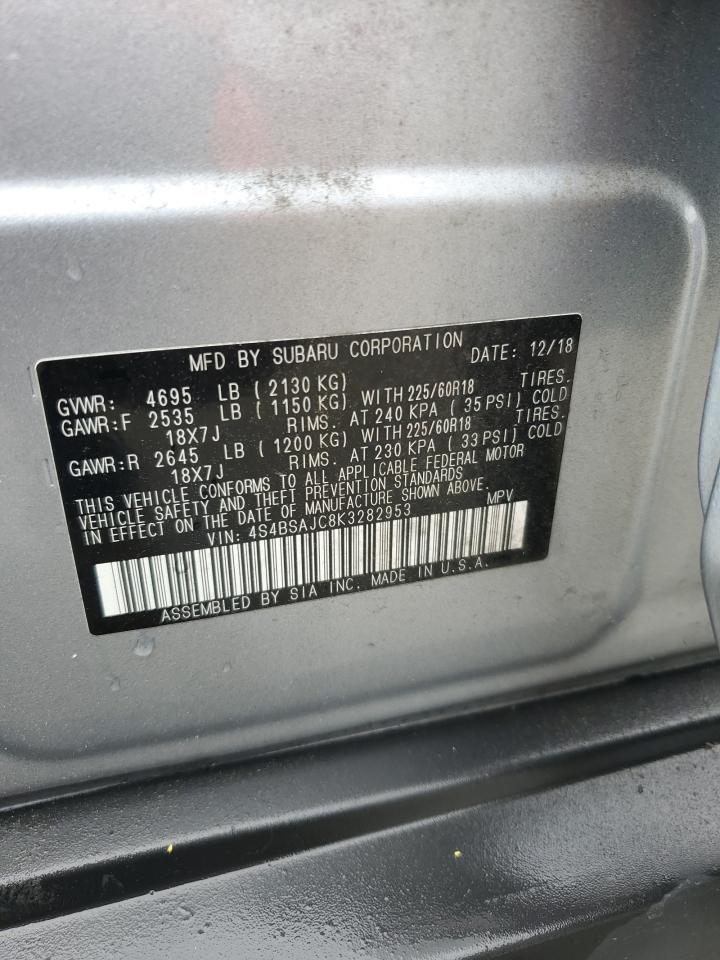 MFD BY SUBARU CORPORATION DATE: 12/18
GVWR: 4695 LB ( 2130 KG)
GAWR:F 2535 LB ( 1150 KG) WITH 225/60R18 TIRES.
18X7J RIMS. AT 240 KPA ( 35 PSI) COLD
GAWR:R 2645 LB ( 1200 KG) WITH 225/60R18 TIRES.
18X7J RIMS. AT 230 KPA ( 33 PSI) COLD
THIS VEHICLE CONFORMS TO ALL APPLICABLE FEDERAL MOTOR
VEHICLE SAFETY AND THEFT PREVENTION STANDARDS
IN EFFECT ON THE DATE OF MANUFACTURE SHOWN ABOVE.
VIN: 4S4BSAJC8K3282953 MPV
ASSEMBLED BY SIA INC. MADE IN U.S.A.